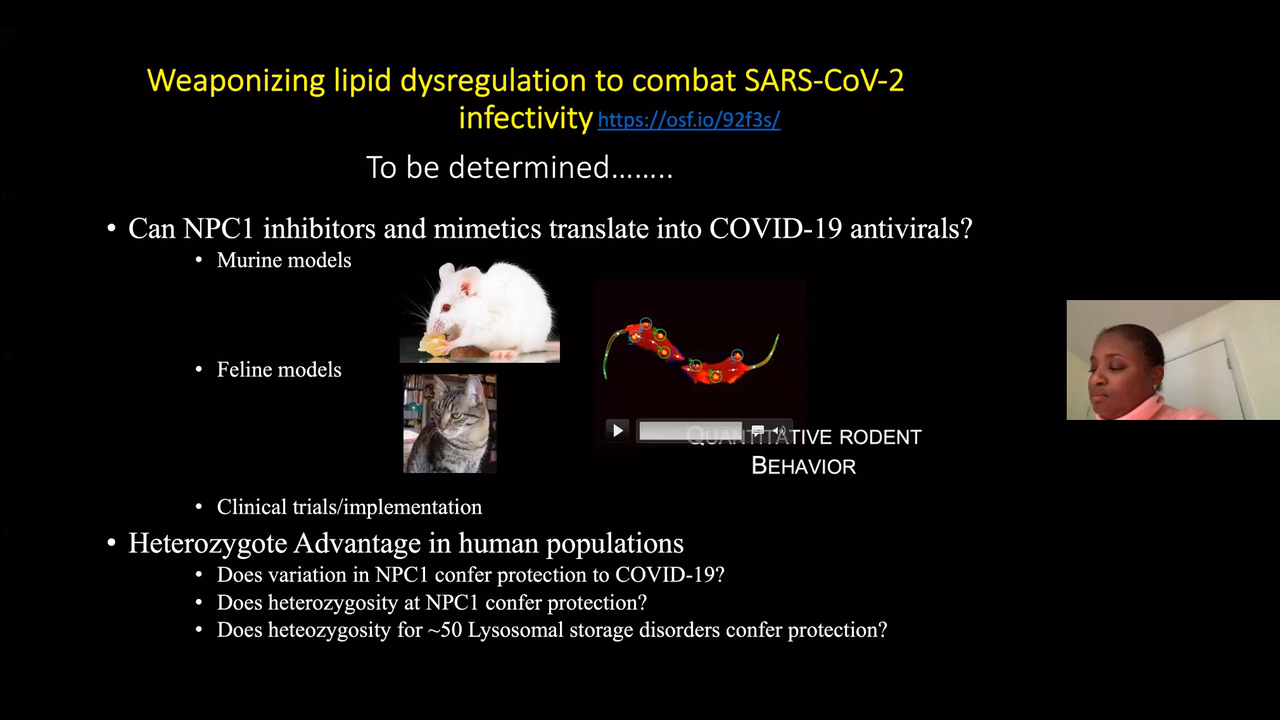 Weaponizing lipid dysregulation to combat SARS-CoV-2
infectivity https://osf.io/92f3s/
To be determined........
• Can NPC1 inhibitors and mimetics translate into COVID-19 antivirals?
• Murine models
• Feline models
QUANTITATIVE RODENT
BEHAVIOR
• Clinical trials/implementation
• Heterozygote Advantage in human populations
• Does variation in NPC1 confer protection to COVID-19?
• Does heterozygosity at NPC1 confer protection?
• Does heteozygosity for ~50 Lysosomal storage disorders confer protection?